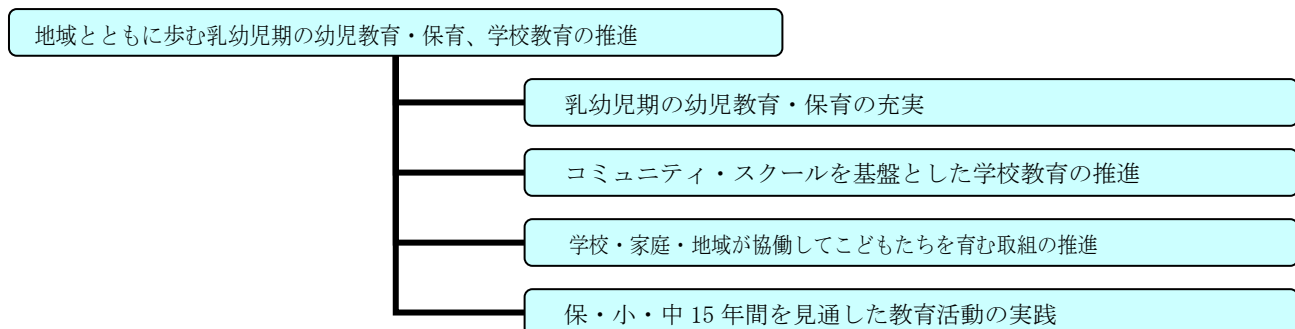 地域とともに歩む乳幼児期の幼児教育・保育、学校教育の推進
乳幼児期の幼児教育・保育の充実
コミュニティ・スクールを基盤とした学校教育の推進
学校・家庭・地域が協働してこどもたちを育む取組の推進
保・小・中 15 年間を見通した教育活動の実践